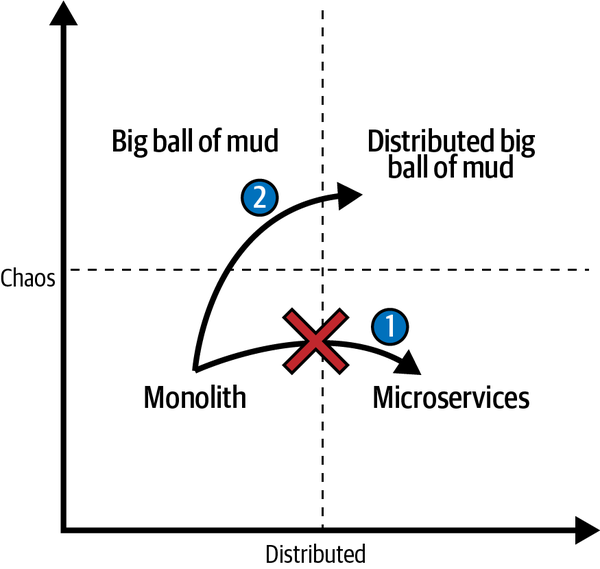 Big ball of mud
Distributed big
ball of mud
2
Chaos
1
Monolith
Microservices
Distributed